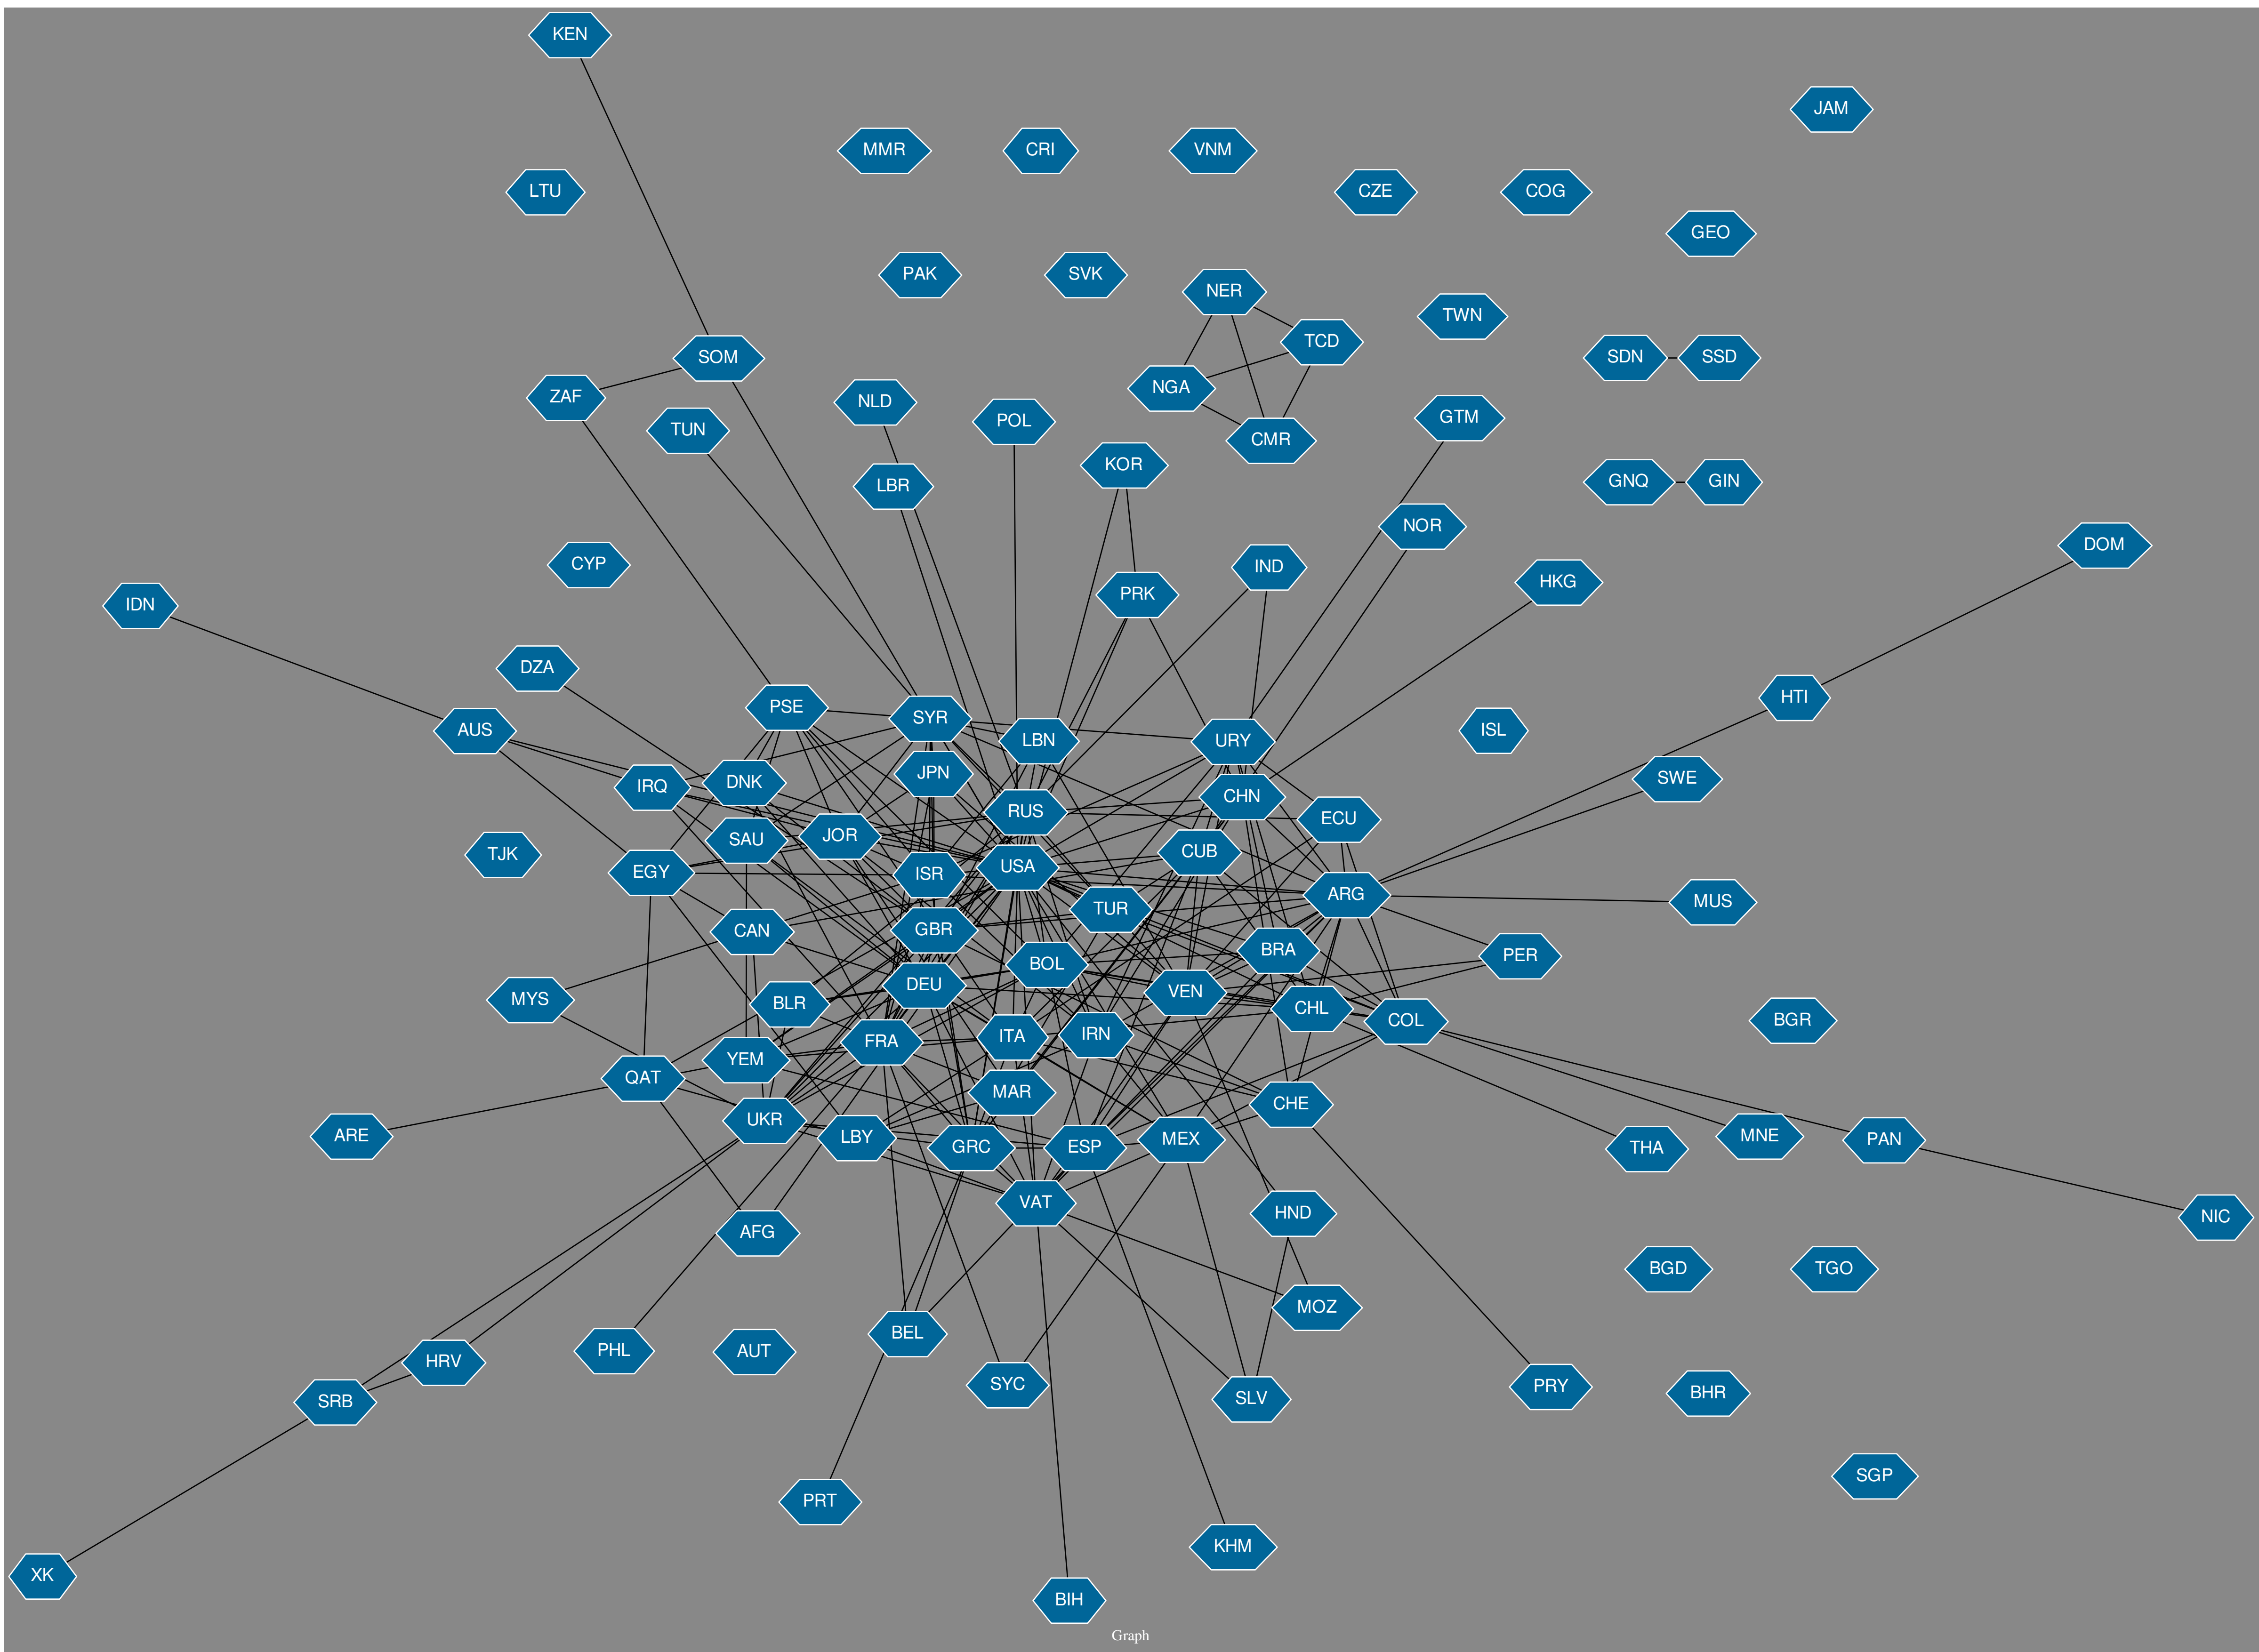 KEN
JAM
MMR
CRI
VNM
LTU
CZE
COG
GEO
PAK
SVK
NER
TWN
TCD
SOM
SDN
SSD
NGA
ZAF
NLD
GTM
POL
TUN
CMR
KOR
LBR
GNQ
GIN
NOR
DOM
CYP
IND
HKG
PRK
IDN
DZA
HTI
PSE
SYR
AUS
LBN
URY
ISL
JPN
SWE
DNK
IRQ
CHN
RUS
ECU
JOR
SAU
CUB
TJK
USA
EGY
ISR
ARG
MUS
TUR
GBR
CAN
BRA
PER
BOL
DEU
VEN
MYS
BLR
CHL
COL
BGR
IRN
ITA
FRA
YEM
QAT
MAR
CHE
UKR
ARE
LBY
MNE
MEX
PAN
GRC
ESP
THA
VAT
HND
NIC
AFG
BGD
TGO
MOZ
BEL
PHL
AUT
HRV
SYC
PRY
BHR
SLV
SRB
SGP
PRT
KHM
XK
BIH
Graph